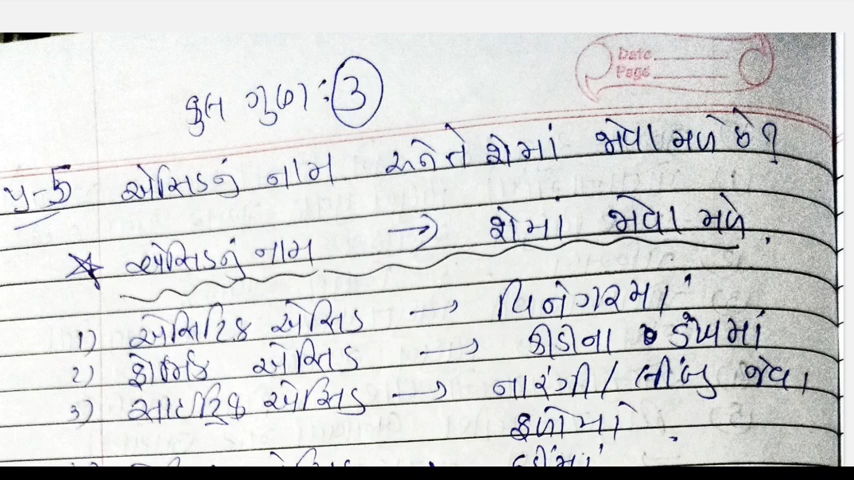 Date
Page
કુલ ગુણ : 3
પ્ર-5 એસિડનું નામ અને તે શેમાં જોવા મળે છે ?
એસિડનું નામ → શેમાં જોવા મળે.
1) એસિટિક એસિડ → વિનેગરમાં
2) ફોર્મિક એસિડ → કીડીના ડંખમાં
3) સાઇટ્રિક એસિડ → નારંગી / લીંબુ જેવા
ફળોમાં.